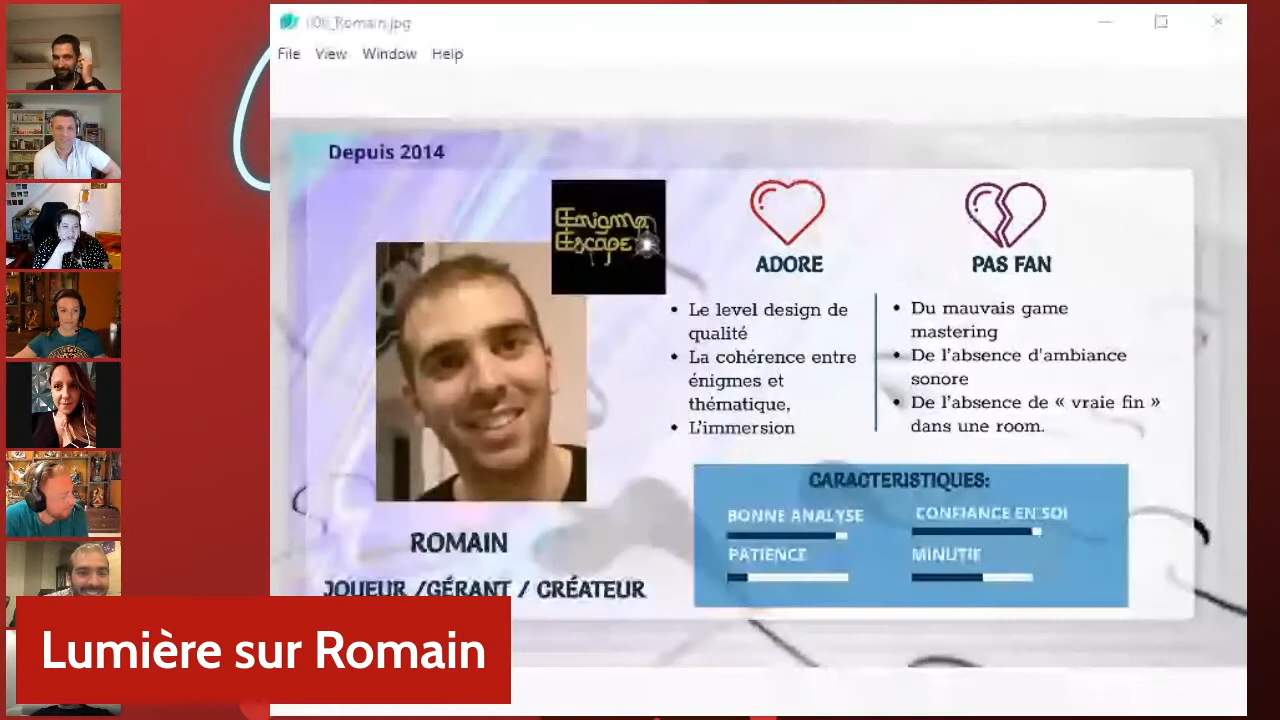 Romain.jpg
File View Window Help
Depuis 2014
Enigma
Escape
ADORE
Le level design de
qualité
La cohérence entre
énigmes et
thématique,
L'immersion
PAS FAN
Du mauvais game
mastering
De l'absence d'ambiance
sonore
De l'absence de « vraie fin »
dans une room.
CARACTERISTIQUES:
BONNE ANALYSE
CONFIANCE EN SOI
PATIENCE
MINUTIE
ROMAIN
JOUEUR /GÉRANT / CRÉATEUR
Lumière sur Romain